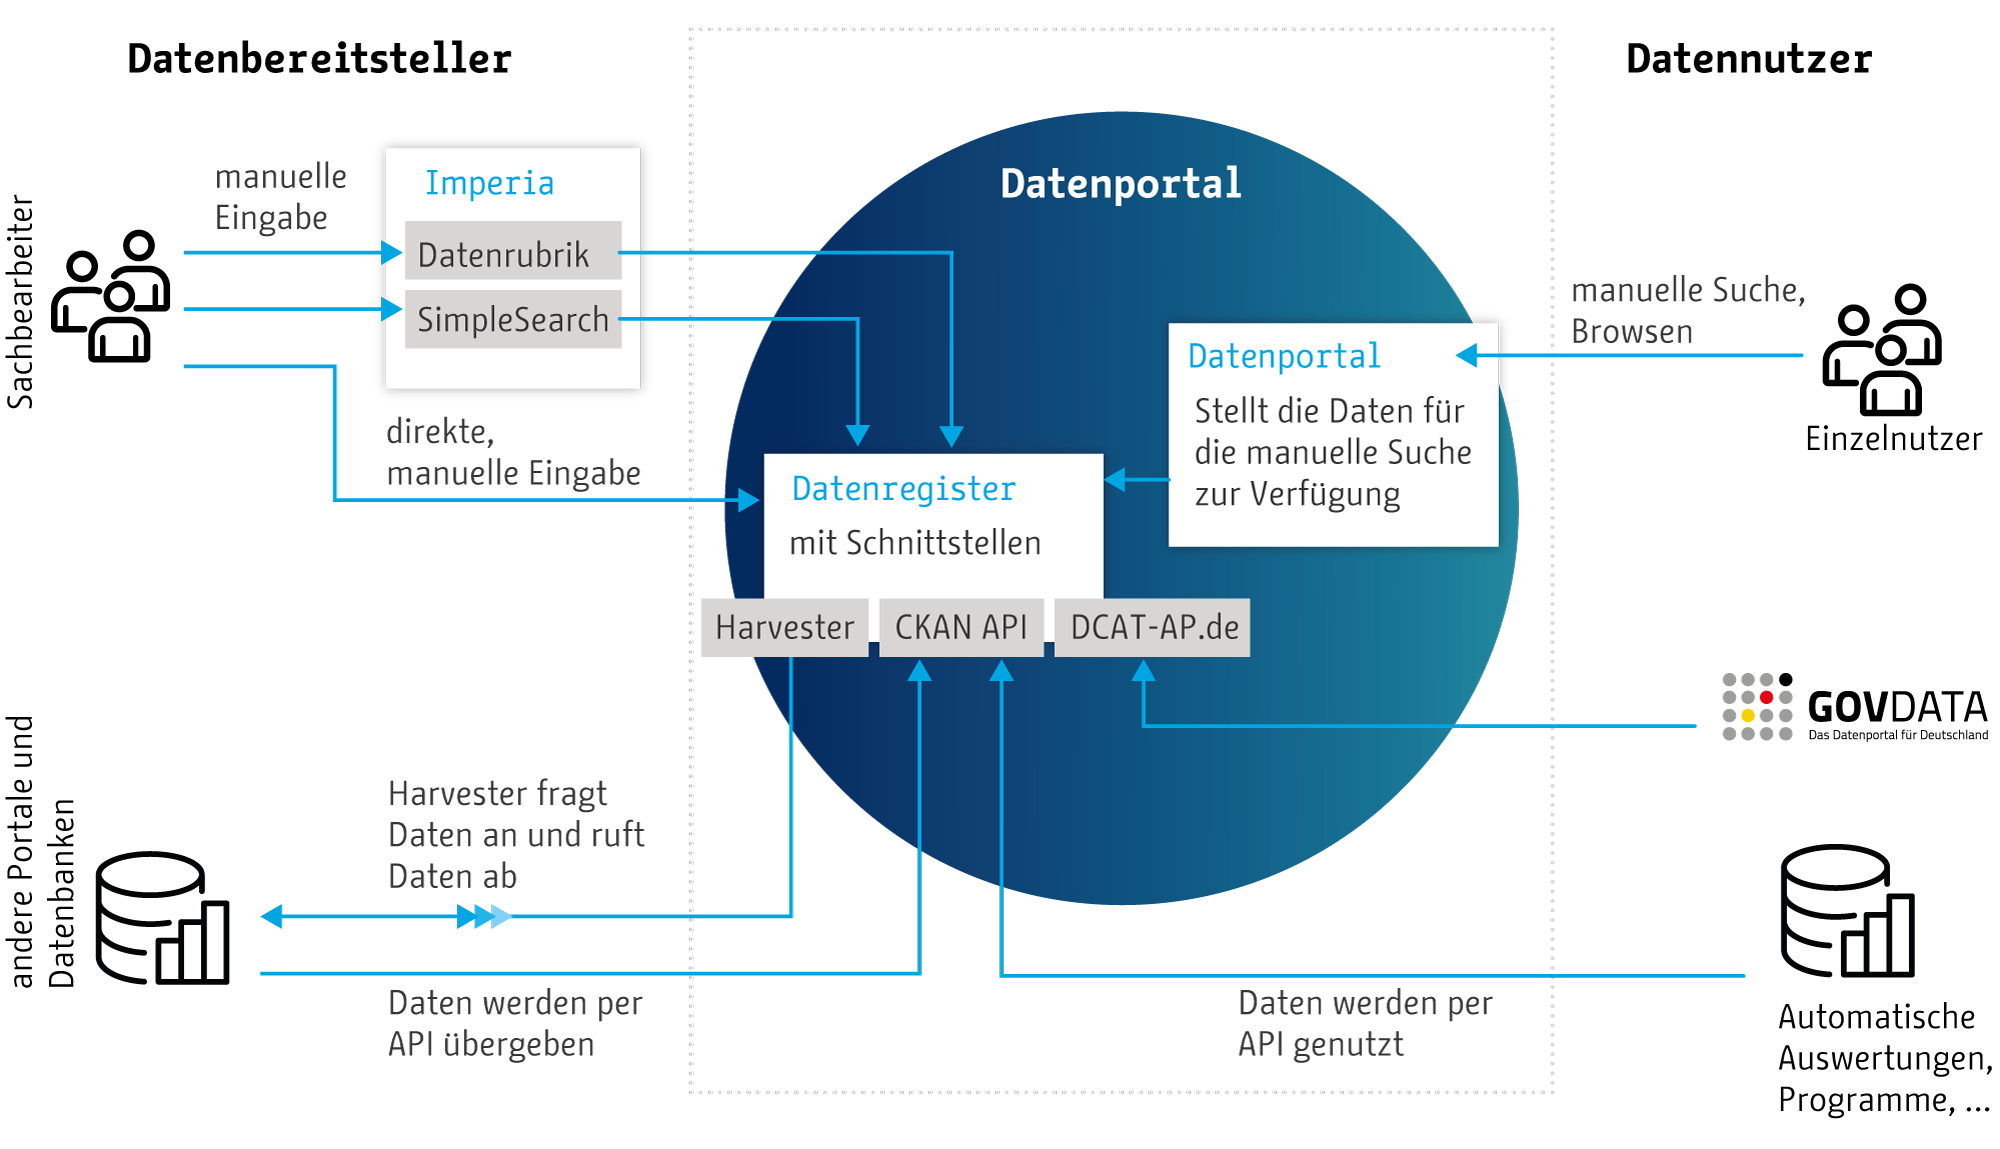 Datenbereitsteller
Datennutzer
Sachbearbeiter
manuelle
Eingabe
Imperia
Datenrubrik
SimpleSearch
direkte,
manuelle Eingabe
Datenportal
Datenregister
mit Schnittstellen
Harvester
CKAN API
DCAT-AP.de
Datenportal
Stellt die Daten für
die manuelle Suche
zur Verfügung
manuelle Suche,
Browsen
Einzelnutzer
GOVDATA
Das Datenportal für Deutschland
andere Portale und
Datenbanken
Harvester fragt
Daten an und ruft
Daten ab
Daten werden per
API übergeben
Daten werden per
API genutzt
Automatische
Auswertungen,
Programme, ...